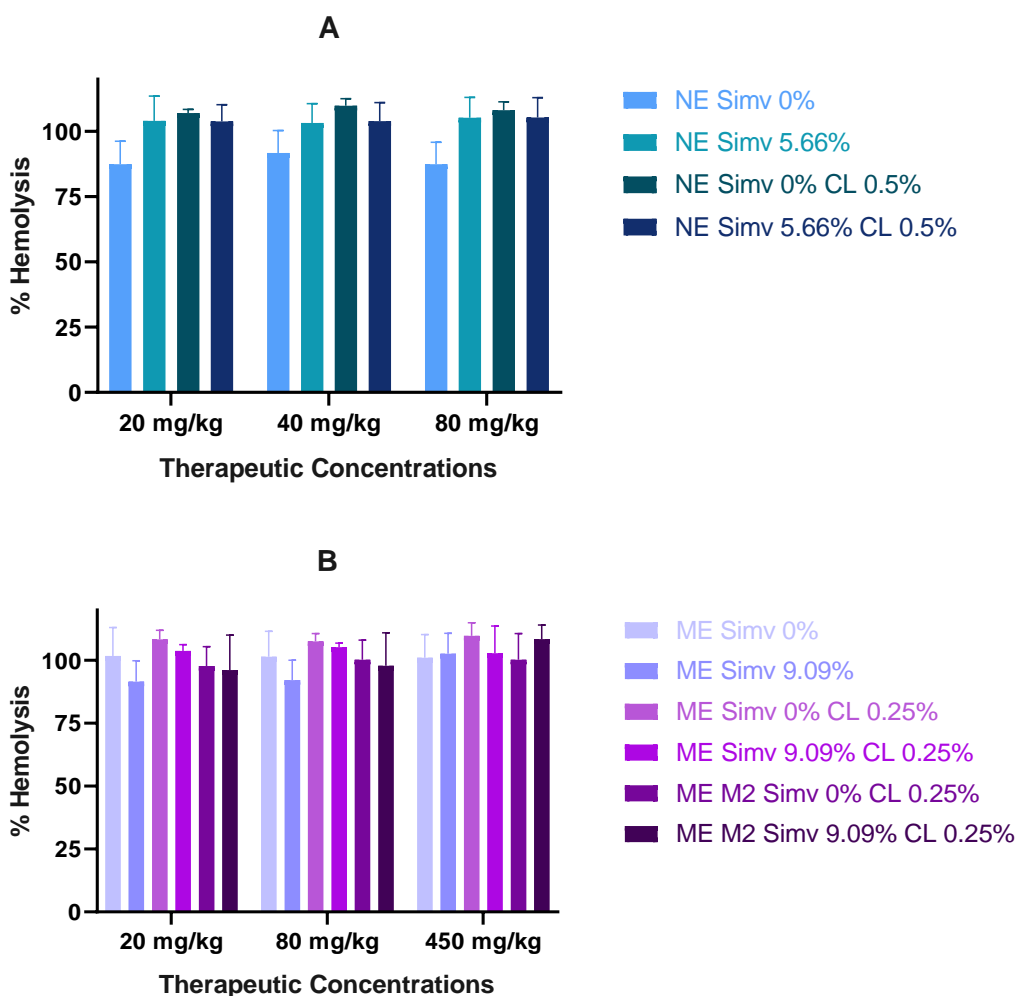 A
% Hemolysis
100
75
50
25
0
20 mg/kg
40 mg/kg
80 mg/kg
Therapeutic Concentrations
NE Simv 0%
NE Simv 5.66%
NE Simv 0% CL 0.5%
NE Simv 5.66% CL 0.5%
B
% Hemolysis
100
75
50
25
0
20 mg/kg
80 mg/kg
450 mg/kg
Therapeutic Concentrations
ME Simv 0%
ME Simv 9.09%
ME Simv 0% CL 0.25%
ME Simv 9.09% CL 0.25%
ME M2 Simv 0% CL 0.25%
ME M2 Simv 9.09% CL 0.25%